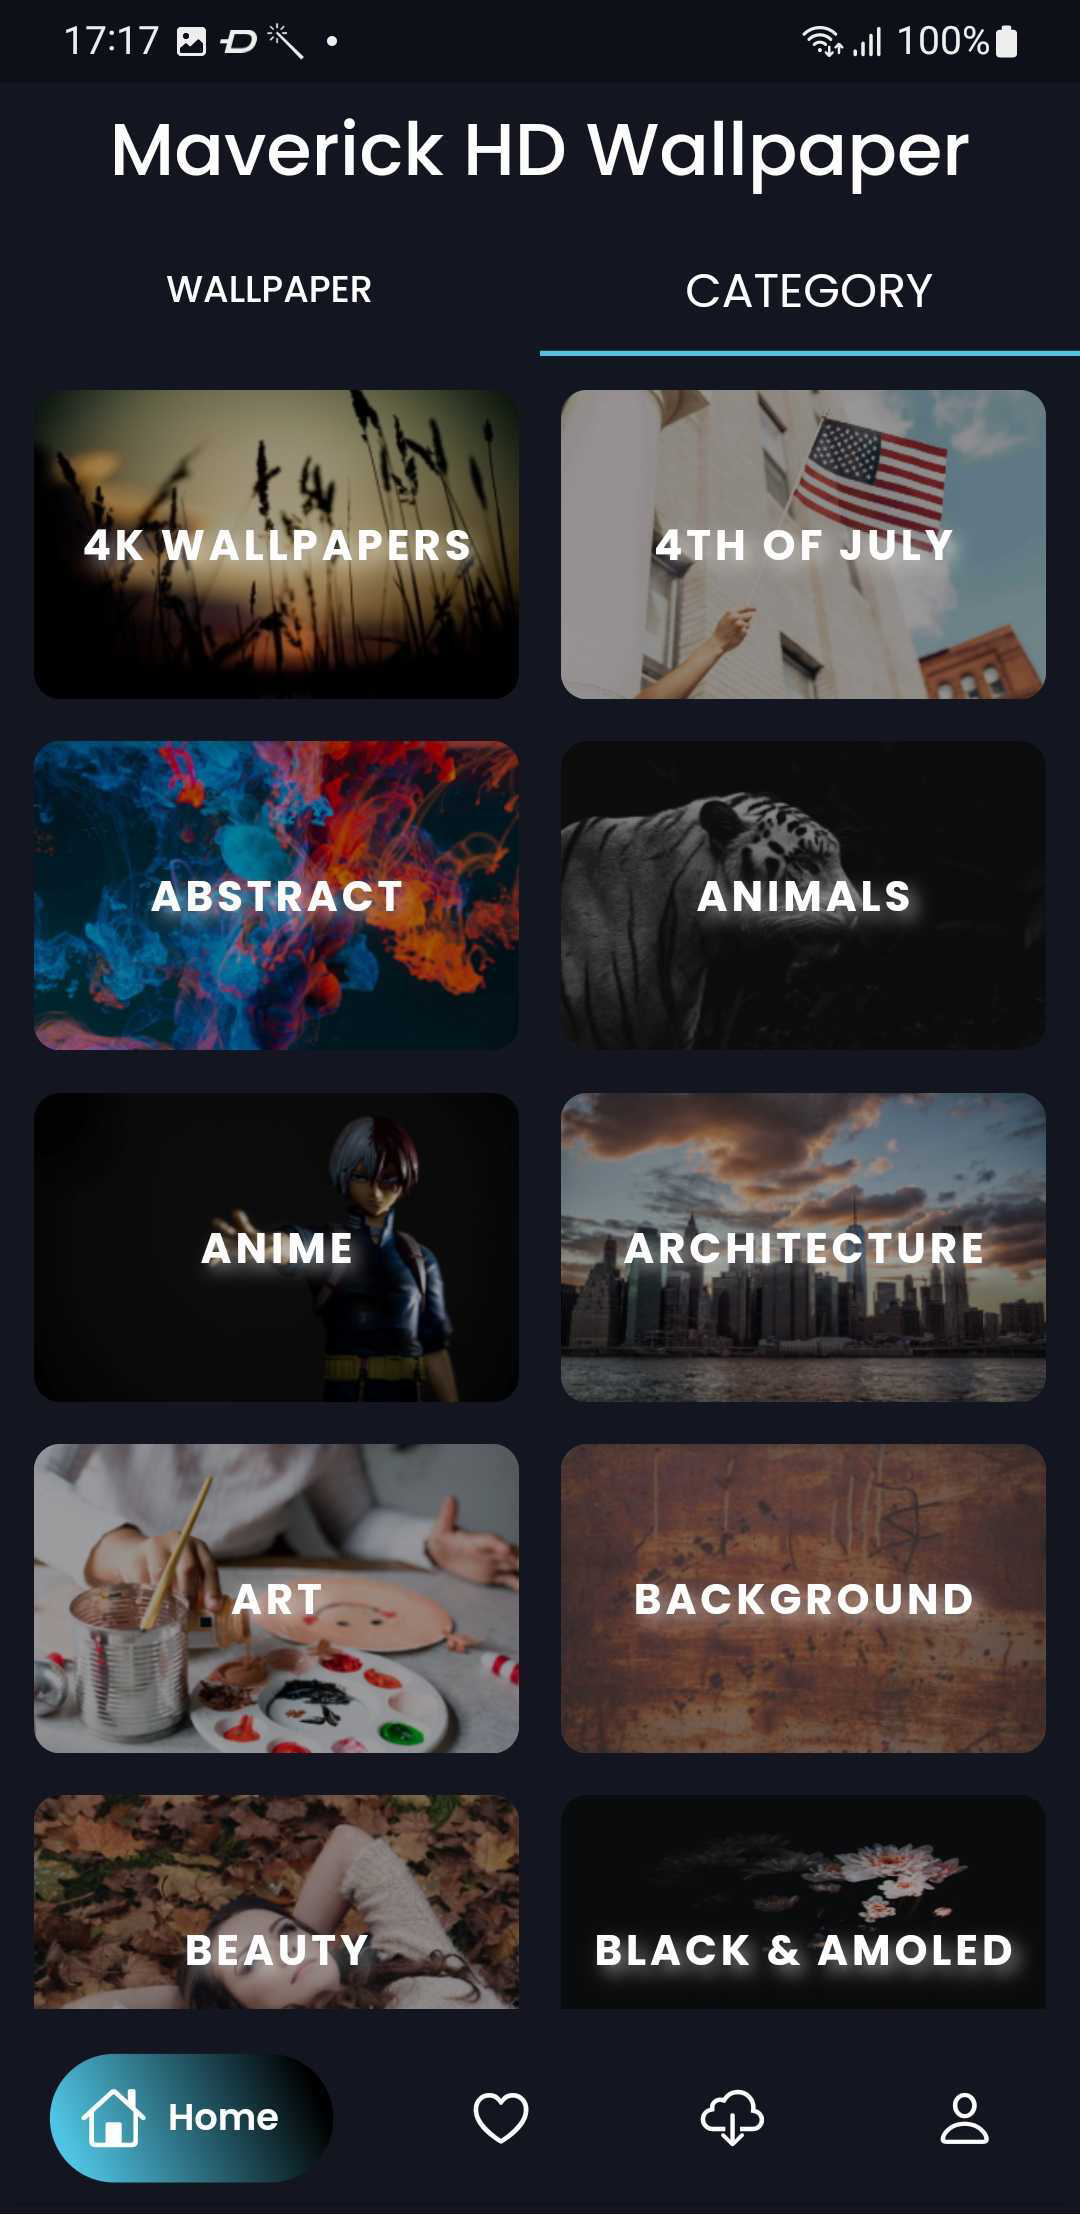 17:17
100%
Maverick HD Wallpaper
WALLPAPER
CATEGORY
4K WALLPAPERS
4TH OF JULY
ABSTRACT
ANIMALS
ANIME
ARCHITECTURE
ART
BACKGROUND
BEAUTY
BLACK & AMOLED
Home